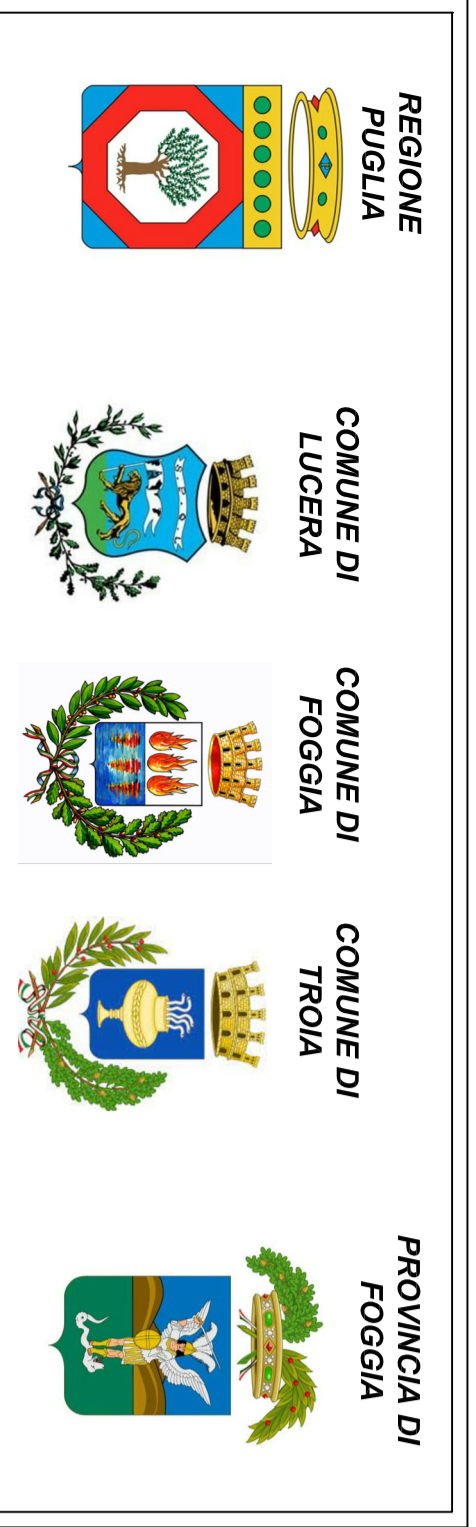 REGIONE
PUGLIA
COMUNE DI
LUCERA
COMUNE DI
FOGGIA
COMUNE DI
TROIA
PROVINCIA DI
FOGGIA